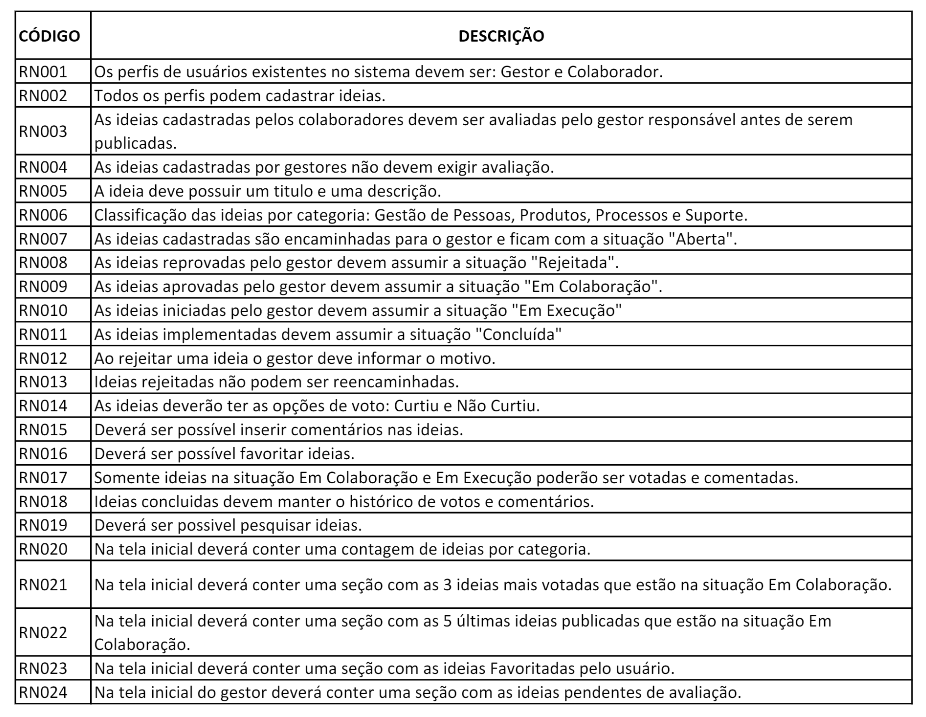 CÓDIGO DESCRIÇÃO
RN001 Os perfis de usuários existentes no sistema devem ser: Gestor e Colaborador.
RN002 Todos os perfis podem cadastrar ideias.
RN003 As ideias cadastradas pelos colaboradores devem ser avaliadas pelo gestor responsável antes de serem
publicadas.
RN004 As ideias cadastradas por gestores não devem exigir avaliação.
RN005 A ideia deve possuir um titulo e uma descrição.
RN006 Classificação das ideias por categoria: Gestão de Pessoas, Produtos, Processos e Suporte.
RN007 As ideias cadastradas são encaminhadas para o gestor e ficam com a situação "Aberta".
RN008 As ideias reprovadas pelo gestor devem assumir a situação "Rejeitada".
RN009 As ideias aprovadas pelo gestor devem assumir a situação "Em Colaboração".
RN010 As ideias iniciadas pelo gestor devem assumir a situação "Em Execução"
RN011 As ideias implementadas devem assumir a situação "Concluída"
RN012 Ao rejeitar uma ideia o gestor deve informar o motivo.
RN013 Ideias rejeitadas não podem ser reencaminhadas.
RN014 As ideias deverão ter as opções de voto: Curtiu e Não Curtiu.
RN015 Deverá ser possível inserir comentários nas ideias.
RN016 Deverá ser possível favoritar ideias.
RN017 Somente ideias na situação Em Colaboração e Em Execução poderão ser votadas e comentadas.
RN018 Ideias concluidas devem manter o histórico de votos e comentários.
RN019 Deverá ser possivel pesquisar ideias.
RN020 Na tela inicial deverá conter uma contagem de ideias por categoria.
RN021 Na tela inicial deverá conter uma seção com as 3 ideias mais votadas que estão na situação Em Colaboração.
RN022 Na tela inicial deverá conter uma seção com as 5 últimas ideias publicadas que estão na situação Em
Colaboração.
RN023 Na tela inicial deverá conter uma seção com as ideias Favoritadas pelo usuário.
RN024 Na tela inicial do gestor deverá conter uma seção com as ideias pendentes de avaliação.